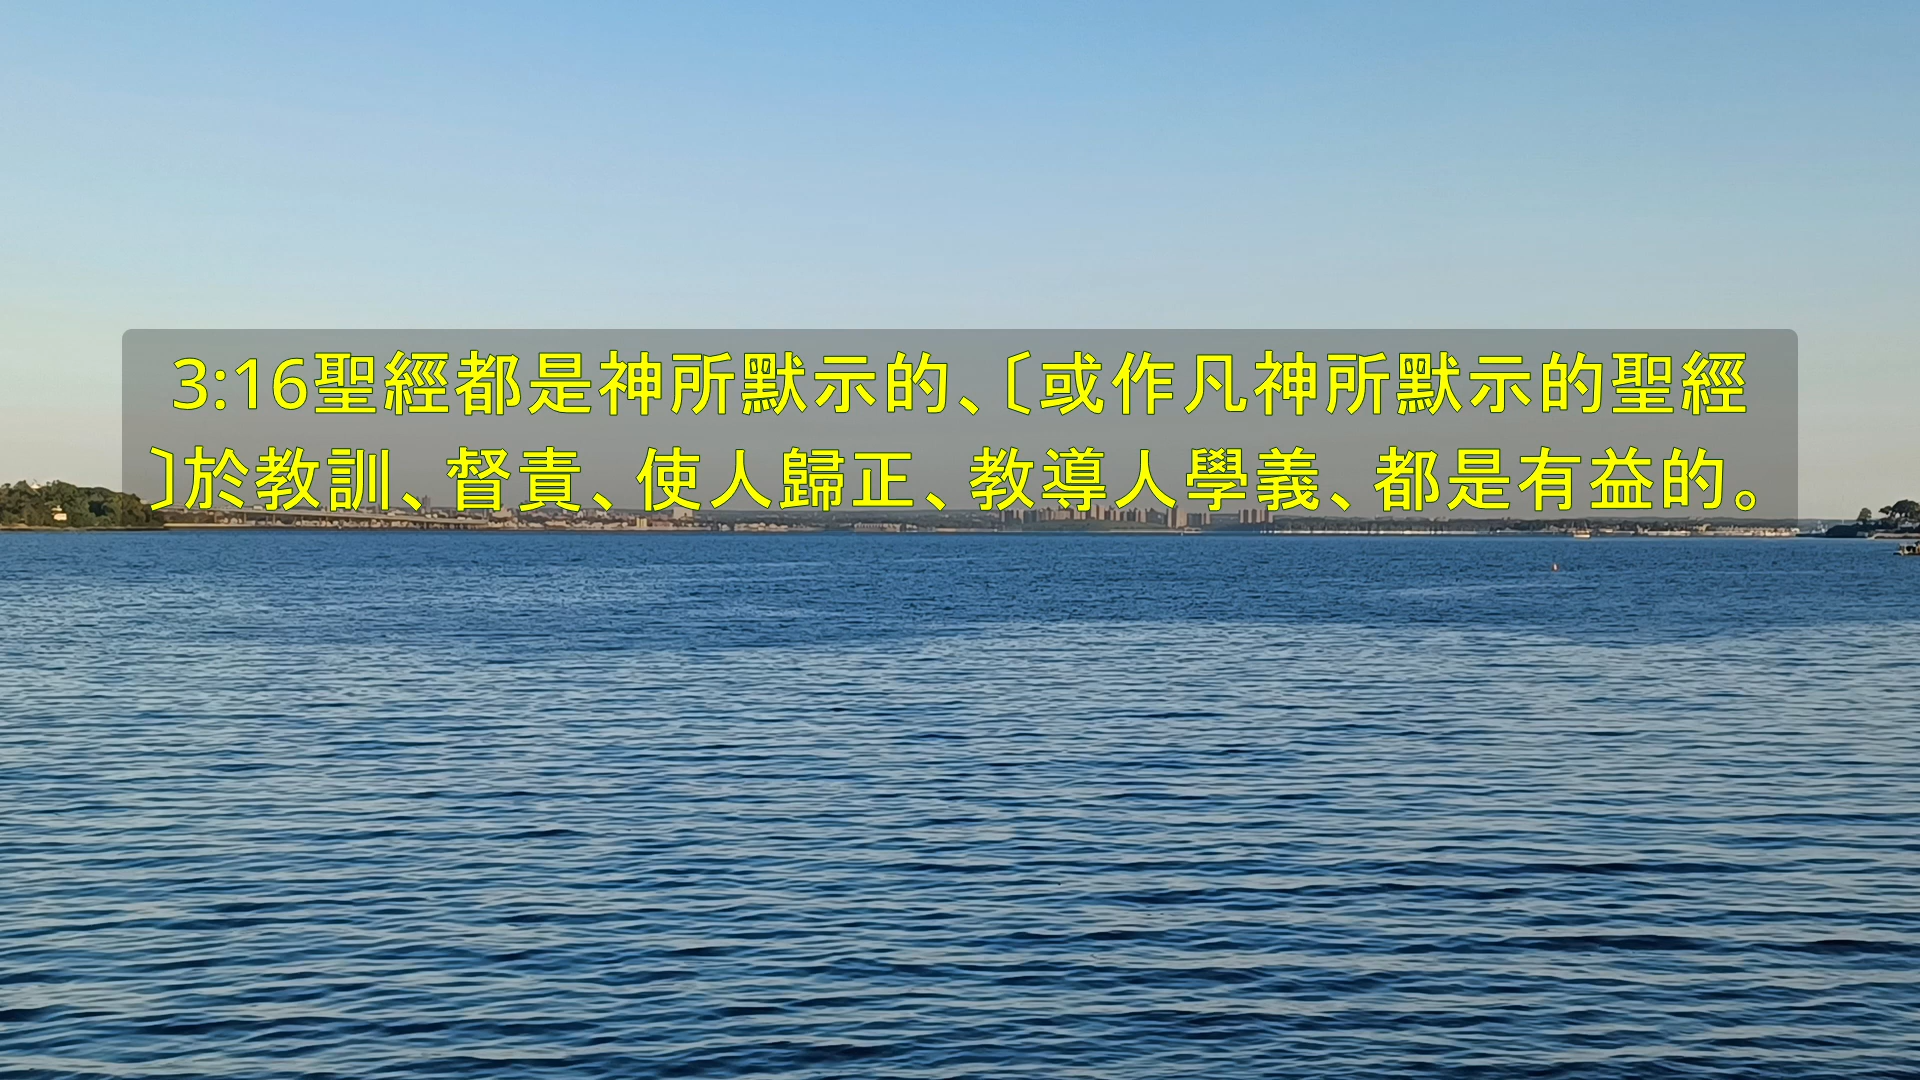 3:16聖經都是神所默示的、〔或作凡神所默示的聖經
〕於教訓、督責、使人歸正、教導人學義、都是有益的。